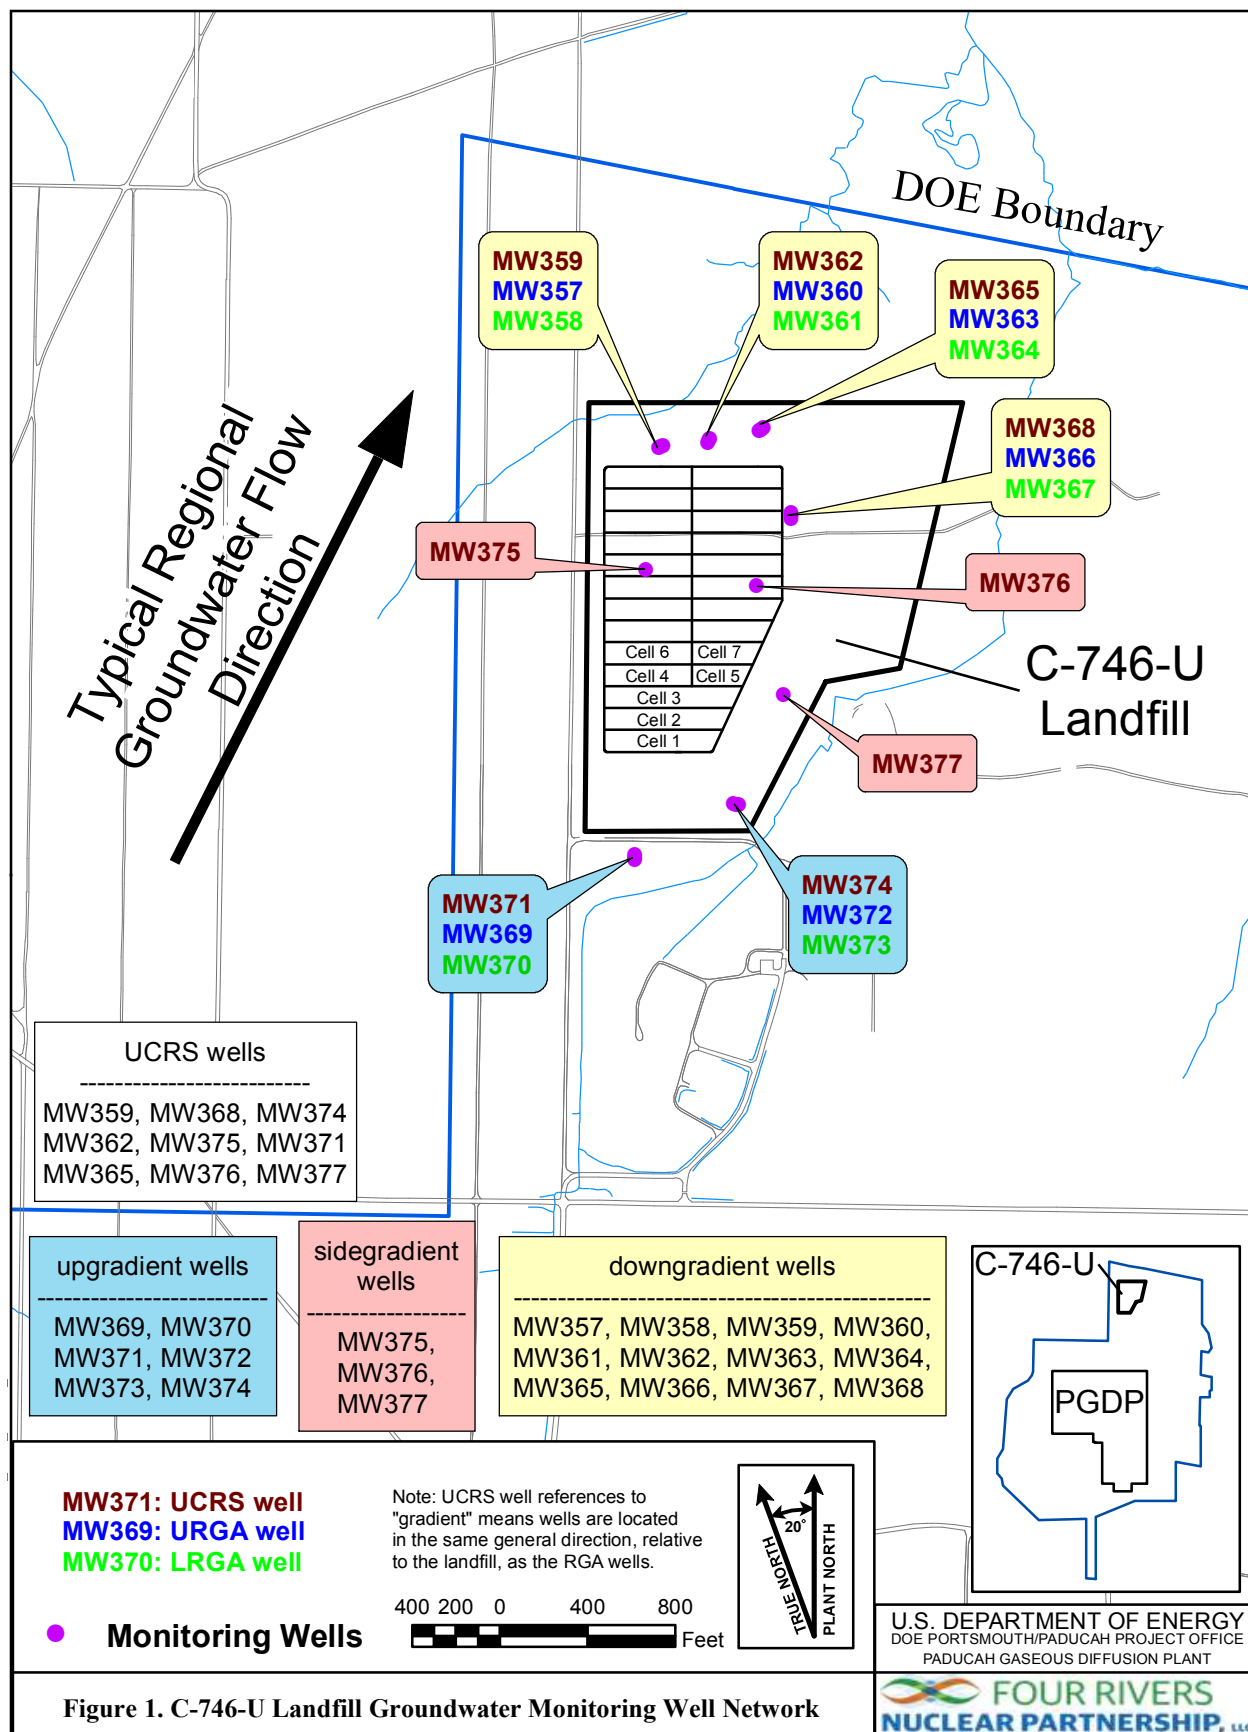 DOE Boundary
MW359
MW357
MW358
MW362
MW360
MW361
MW365
MW363
MW364
MW368
MW366
MW367
Typical Regional
Groundwater Flow
Direction
MW375
MW376
Cell 6
Cell 7
Cell 4
Cell 5
Cell 3
Cell 2
Cell 1
C-746-U
Landfill
MW377
MW371
MW369
MW370
MW374
MW372
MW373
UCRS wells
--------------------------
MW359, MW368, MW374
MW362, MW375, MW371
MW365, MW376, MW377
upgradient wells
--------------------------
MW369, MW370
MW371, MW372
MW373, MW374
sidegradient
wells
------------------
MW375,
MW376,
MW377
downgradient wells
-----------------------------------------------
MW357, MW358, MW359, MW360,
MW361, MW362, MW363, MW364,
MW365, MW366, MW367, MW368
C-746-U
PGDP
MW371: UCRS well
MW369: URGA well
MW370: LRGA well
Monitoring Wells
Note: UCRS well references to
"gradient" means wells are located
in the same general direction, relative
to the landfill, as the RGA wells.
400 200 0 400 800
Feet
20°
TRUE NORTH
PLANT NORTH
U.S. DEPARTMENT OF ENERGY
DOE PORTSMOUTH/PADUCAH PROJECT OFFICE
PADUCAH GASEOUS DIFFUSION PLANT
FOUR RIVERS
NUCLEAR PARTNERSHIP, LLC
Figure 1. C-746-U Landfill Groundwater Monitoring Well Network